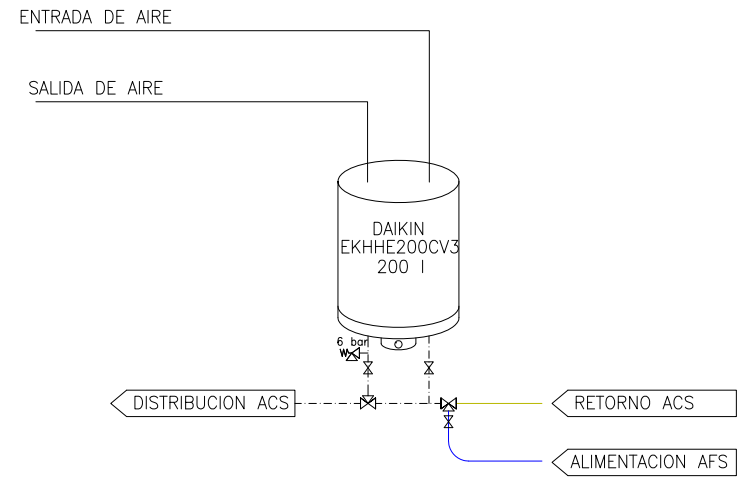 ENTRADA DE AIRE
SALIDA DE AIRE
DAIKIN
EKHHE200CV3
200 l
6 bar
DISTRIBUCION ACS
RETORNO ACS
ALIMENTACION AFS